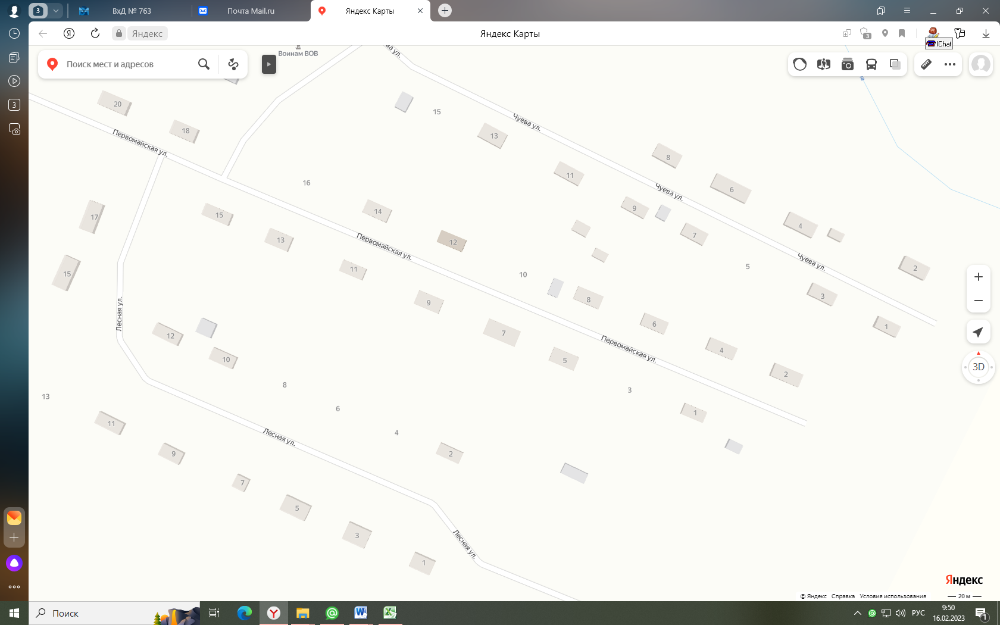 3
ВхД № 763
Почта Mail.ru
Яндекс Карты
Яндекс
Яндекс Карты
3
IChat
3
Поиск мест и адресов
Воинам ВОВ
Чуева ул.
20
18
Первомайская ул.
15
13
Чуева ул.
11
8
6
Чуева ул.
16
14
9
7
4
17
15
13
12
Первомайская ул.
11
10
5
Чуева ул.
2
15
9
8
3
Лесная ул.
12
7
6
1
10
5
Первомайская ул.
4
2
3D
13
8
6
3
1
11
Лесная ул.
4
9
2
7
5
3
Лесная ул.
1
Яндекс
© Яндекс Справка Условия использования
20 м
Поиск
РУС
9:50
16.02.2023
1